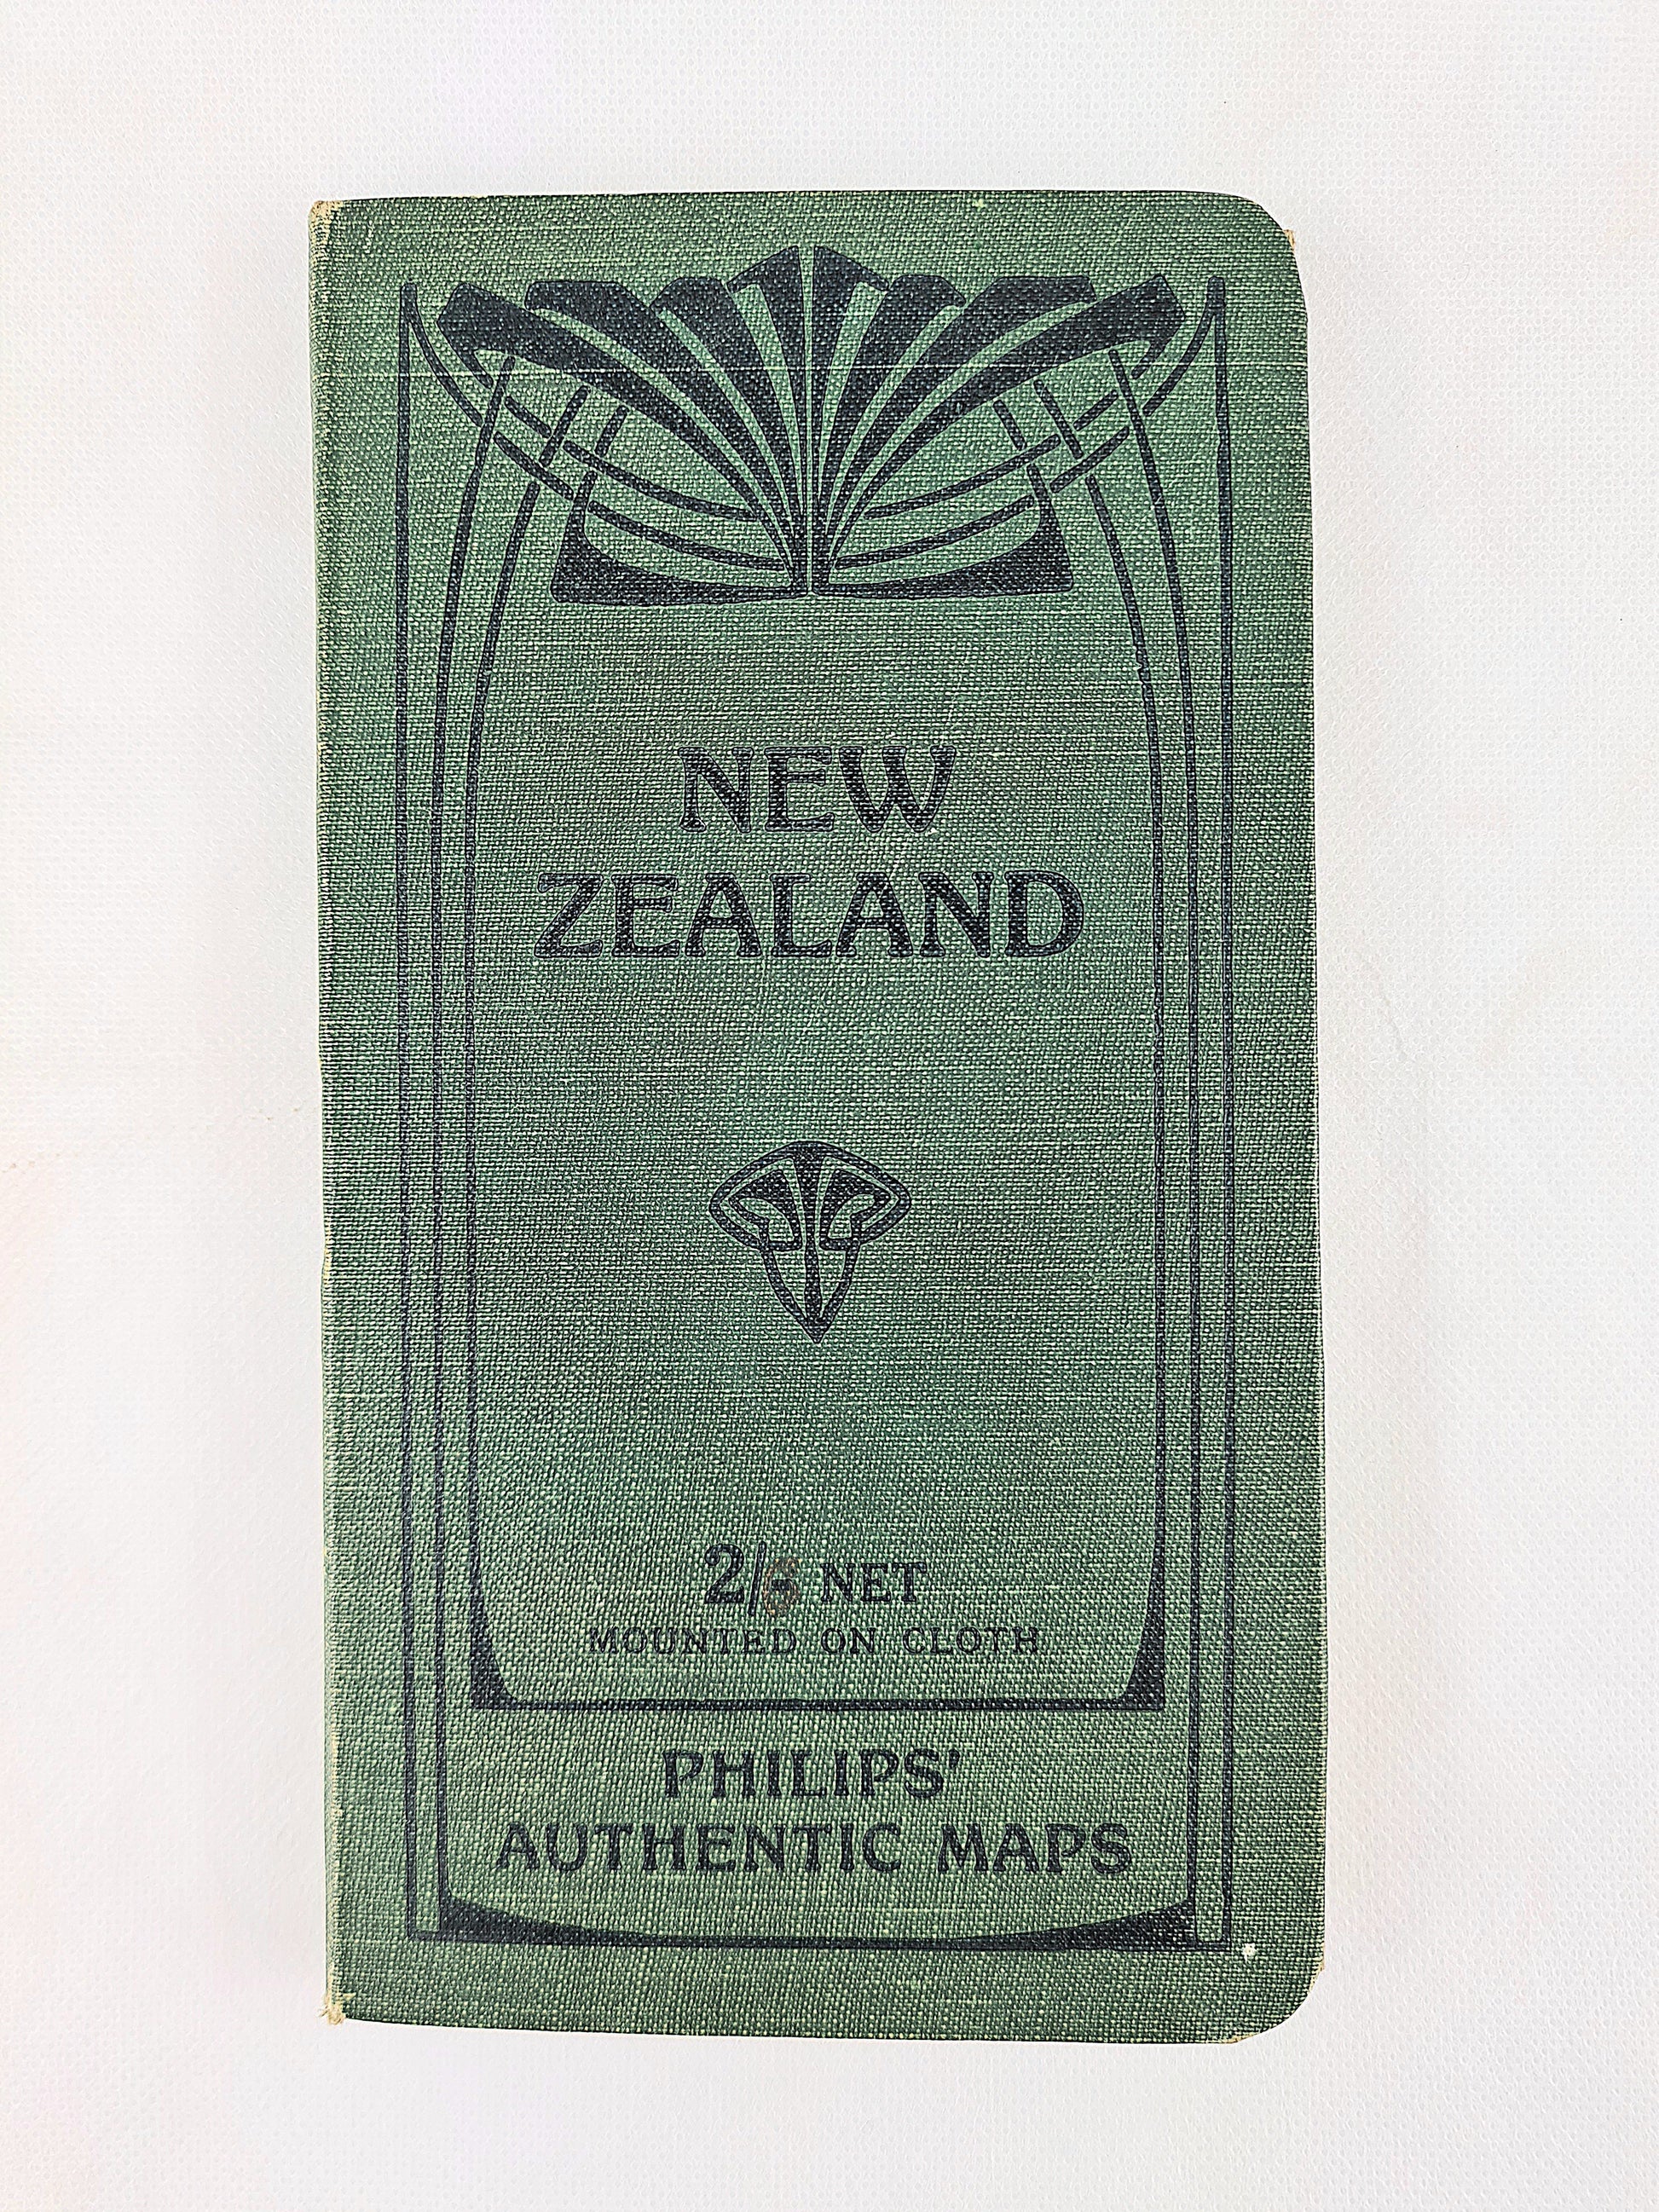 NEW
ZEALAND
2/6 NET
MOUNTED ON CLOTH
PHILIPS'
AUTHENTIC MAPS